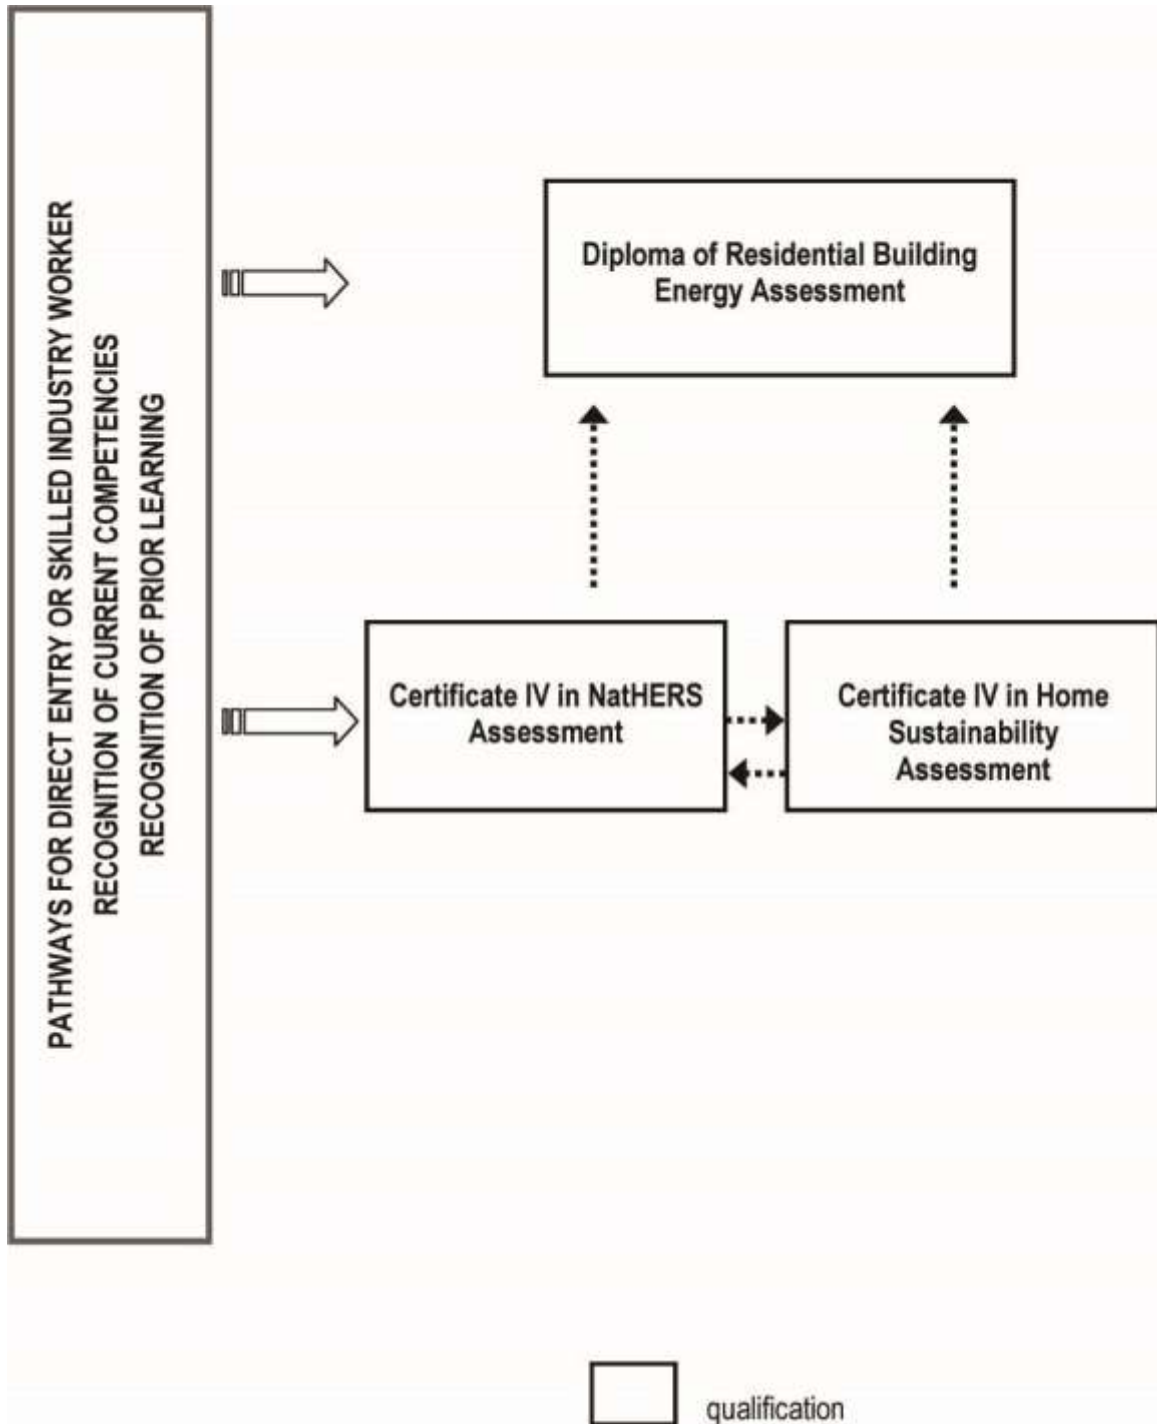 PATHWAYS FOR DIRECT ENTRY OR SKILLED INDUSTRY WORKER
RECOGNITION OF CURRENT COMPETENCIES
RECOGNITION OF PRIOR LEARNING
Diploma of Residential Building
Energy Assessment
Certificate IV in NatHERS
Assessment
Certificate IV in Home
Sustainability
Assessment
qualification